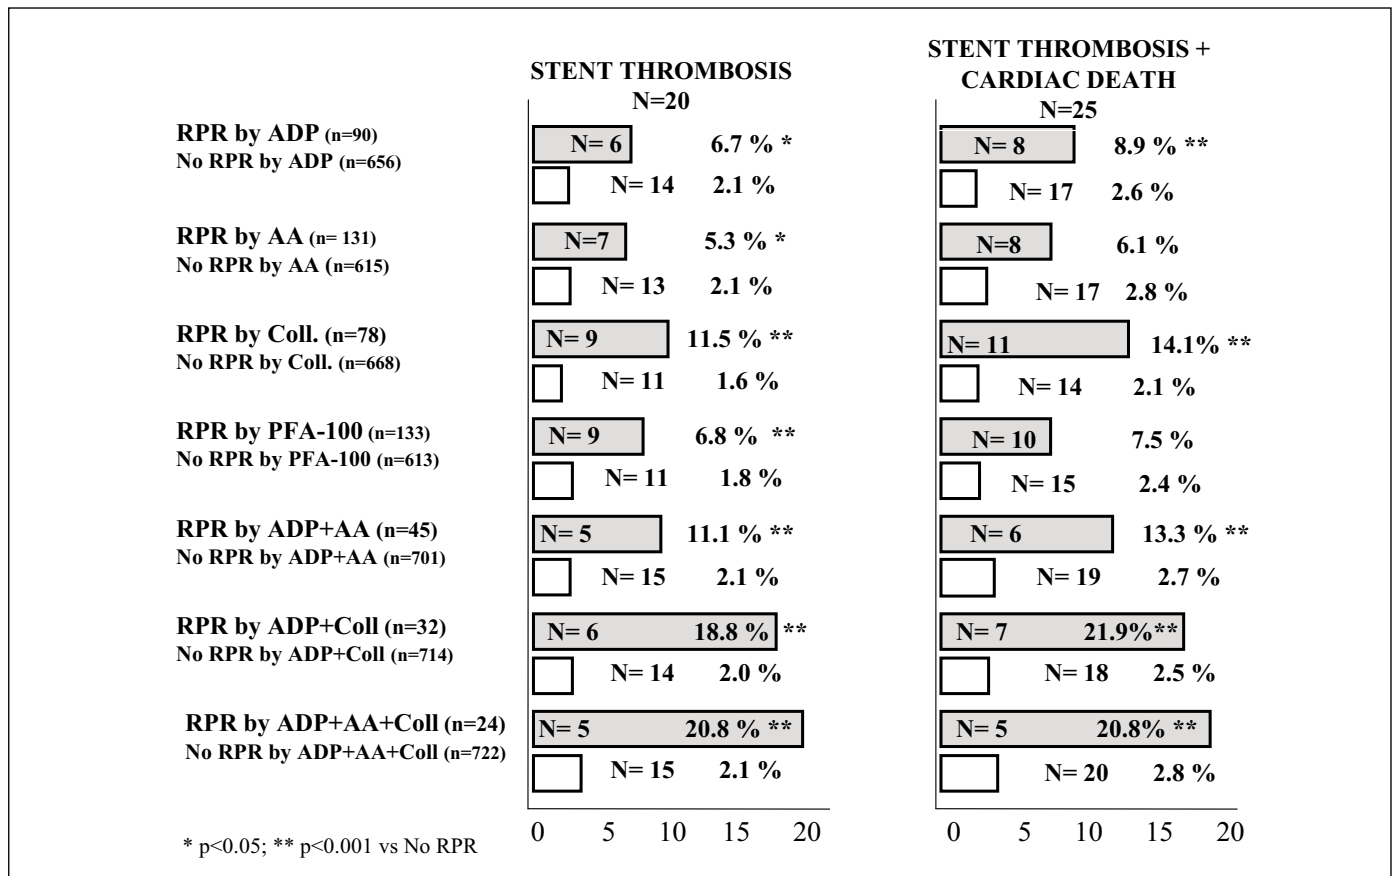 STENT THROMBOSIS
N=20
STENT THROMBOSIS +
CARDIAC DEATH
N=25
RPR by ADP (n=90)
No RPR by ADP (n=656)
N= 6 6.7 % *
N= 14 2.1 %
N= 8 8.9 % **
N= 17 2.6 %
RPR by AA (n= 131)
No RPR by AA (n=615)
N=7 5.3 % *
N= 13 2.1 %
N=8 6.1 %
N= 17 2.8 %
RPR by Coll. (n=78)
No RPR by Coll. (n=668)
N= 9 11.5 % **
N= 11 1.6 %
N= 11 14.1% **
N= 14 2.1 %
RPR by PFA-100 (n=133)
No RPR by PFA-100 (n=613)
N= 9 6.8 % **
N= 11 1.8 %
N= 10 7.5 %
N= 15 2.4 %
RPR by ADP+AA (n=45)
No RPR by ADP+AA (n=701)
N= 5 11.1 % **
N= 15 2.1 %
N= 6 13.3 % **
N= 19 2.7 %
RPR by ADP+Coll (n=32)
No RPR by ADP+Coll (n=714)
N= 6 18.8 % **
N= 14 2.0 %
N= 7 21.9%**
N= 18 2.5 %
RPR by ADP+AA+Coll (n=24)
No RPR by ADP+AA+Coll (n=722)
N= 5 20.8 % **
N= 15 2.1 %
N= 5 20.8% **
N= 20 2.8 %
0 5 10 15 20
0 5 10 15 20
* p<0.05; ** p<0.001 vs No RPR